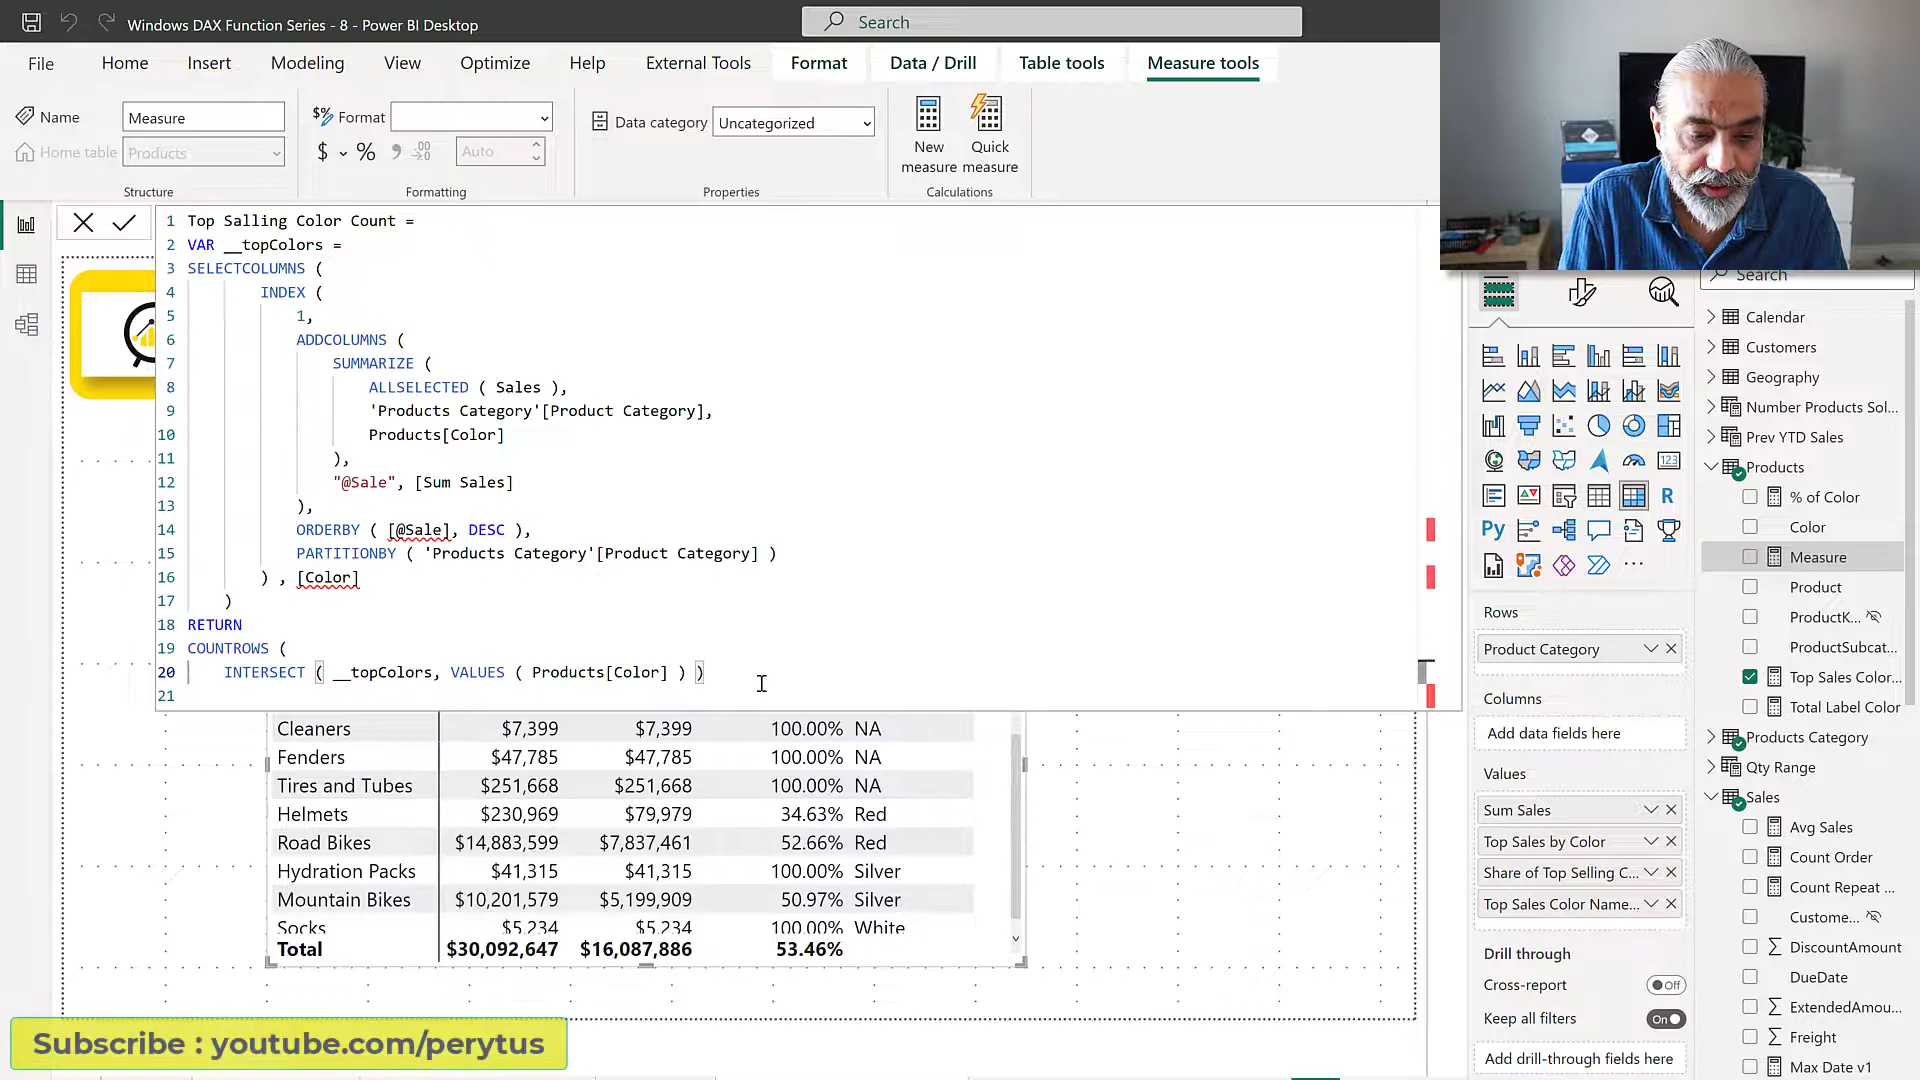 Windows DAX Function Series - 8 - Power BI Desktop
Search
File
Home
Insert
Modeling
View
Optimize
Help
External Tools
Format
Data / Drill
Table tools
Measure tools
Name
Measure
Home table
Products
Structure
Format
$
%
Auto
Formatting
Data category
Uncategorized
Properties
New measure
Quick measure
Calculations
1 Top Salling Color Count =
2 VAR __topColors =
3 SELECTCOLUMNS (
4 INDEX (
5 1,
6 ADDCOLUMNS (
7 SUMMARIZE (
8 ALLSELECTED ( Sales ),
9 'Products Category'[Product Category],
10 Products[Color]
11 ),
12 "@Sale", [Sum Sales]
13 ),
14 ORDERBY ( [@Sale], DESC ),
15 PARTITIONBY ( 'Products Category'[Product Category] )
16 ) , [Color]
17 )
18 RETURN
19 COUNTROWS (
20 INTERSECT ( __topColors, VALUES ( Products[Color] ) )
21
Cleaners $7,399 $7,399 100.00% NA
Fenders $47,785 $47,785 100.00% NA
Tires and Tubes $251,668 $251,668 100.00% NA
Helmets $230,969 $79,979 34.63% Red
Road Bikes $14,883,599 $7,837,461 52.66% Red
Hydration Packs $41,315 $41,315 100.00% Silver
Mountain Bikes $10,201,579 $5,199,909 50.97% Silver
Socks $5,234 $5,234 100.00% White
Total $30,092,647 $16,087,886 53.46%
Subscribe : youtube.com/perytus
123
R
Py
...
Rows
Product Category
Columns
Add data fields here
Values
Sum Sales
Top Sales by Color
Share of Top Selling C...
Top Sales Color Name...
Drill through
Cross-report
Off
Keep all filters
On
Add drill-through fields here
Search
Calendar
Customers
Geography
Number Products Sol...
Prev YTD Sales
Products
% of Color
Color
Measure
Product
ProductK...
ProductSubcat...
Top Sales Color...
Total Label Color
Products Category
Qty Range
Sales
Avg Sales
Count Order
Count Repeat ...
Custome...
DiscountAmount
DueDate
ExtendedAmou...
Freight
Max Date v1